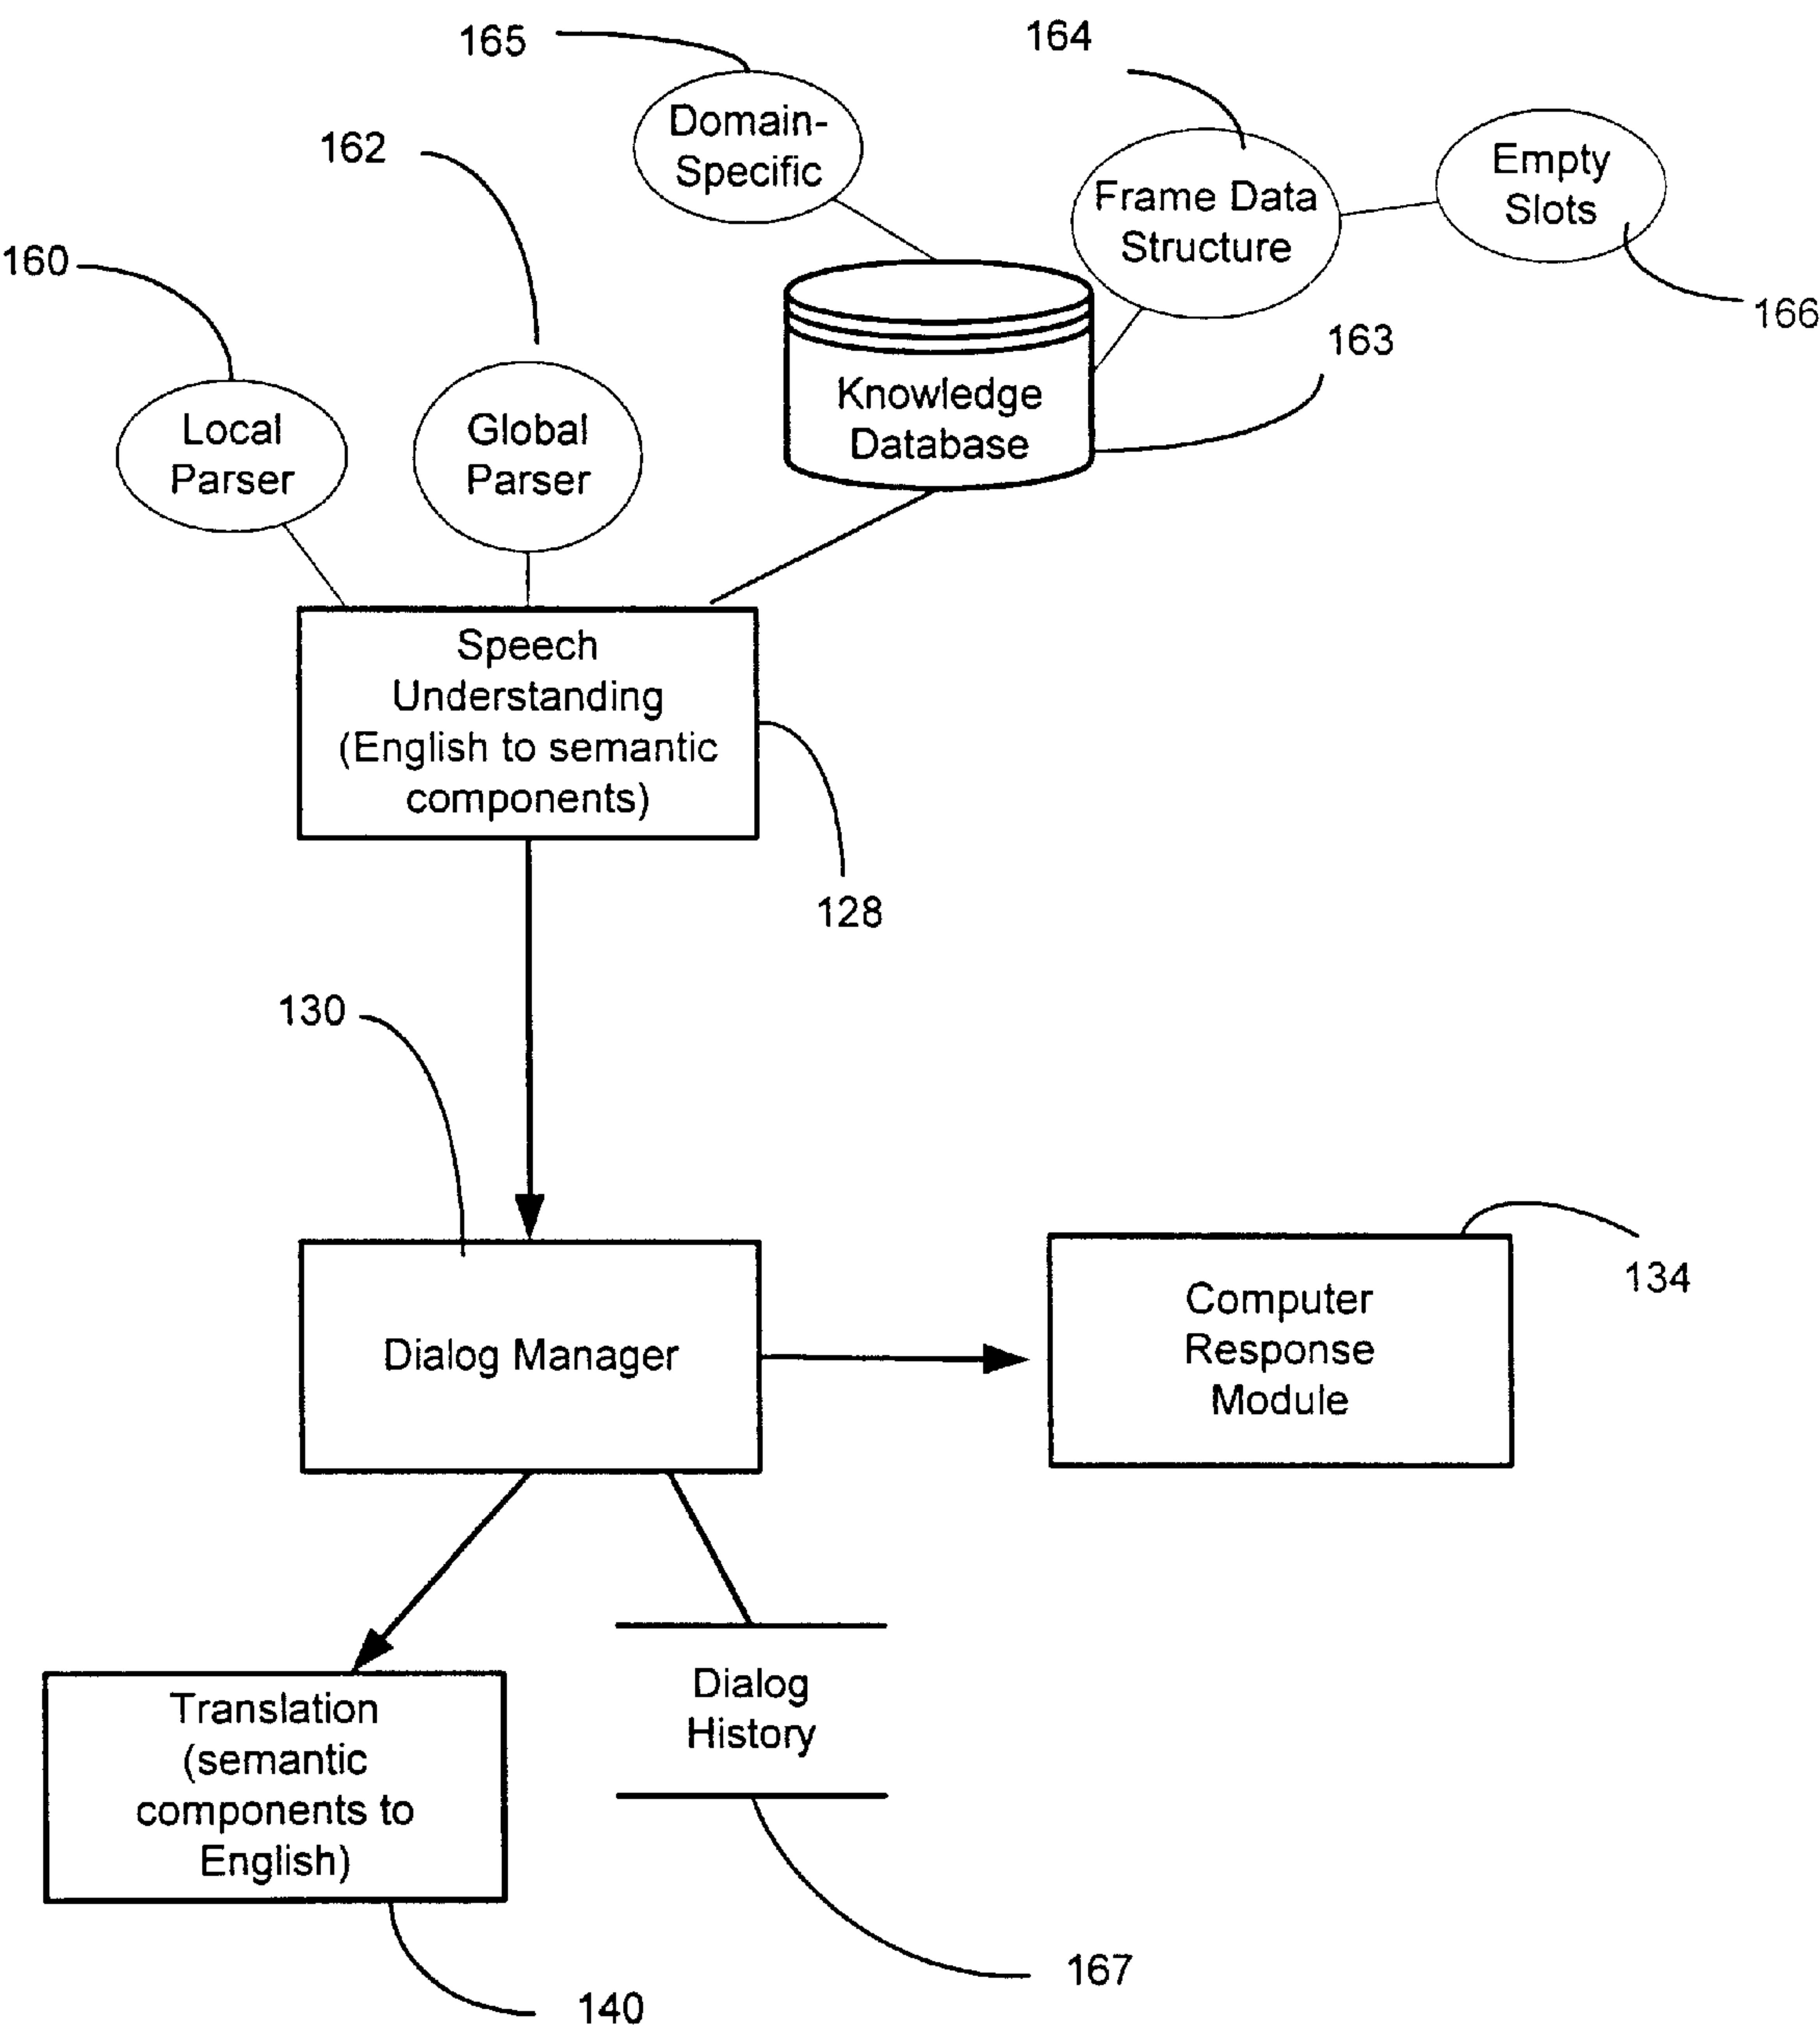 165
164
162
Domain-
Specific
Empty
Slots
Frame Data
Structure
160
166
163
Knowledge
Database
Local
Parser
Global
Parser
Speech
Understanding
(English to semantic
components)
128
130
134
Computer
Response
Module
Dialog Manager
Dialog
History
Translation
(semantic
components to
English)
167
140